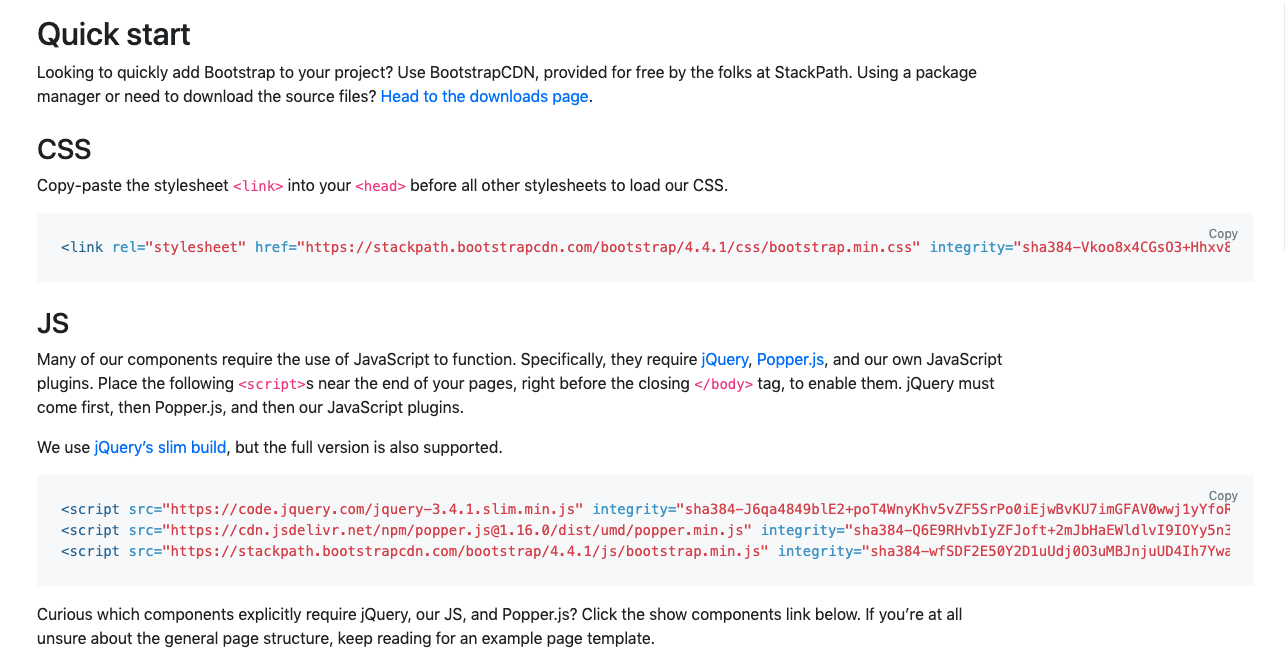 Quick start
Looking to quickly add Bootstrap to your project? Use BootstrapCDN, provided for free by the folks at StackPath. Using a package
manager or need to download the source files? Head to the downloads page.
CSS
Copy-paste the stylesheet <link> into your <head> before all other stylesheets to load our CSS.
Copy
<link rel="stylesheet" href="https://stackpath.bootstrapcdn.com/bootstrap/4.4.1/css/bootstrap.min.css" integrity="sha384-Vkoo8x4CGsO3+Hhxv8
JS
Many of our components require the use of JavaScript to function. Specifically, they require jQuery, Popper.js, and our own JavaScript
plugins. Place the following <script>s near the end of your pages, right before the closing </body> tag, to enable them. jQuery must
come first, then Popper.js, and then our JavaScript plugins.
We use jQuery’s slim build, but the full version is also supported.
Copy
<script src="https://code.jquery.com/jquery-3.4.1.slim.min.js" integrity="sha384-J6qa4849blE2+poT4WnyKhv5vZF5SrPo0iEjwBvKU7imGFAV0wwj1yYfoR
<script src="https://cdn.jsdelivr.net/npm/popper.js@1.16.0/dist/umd/popper.min.js" integrity="sha384-Q6E9RHvbIyZFJoft+2mJbHaEWldlvI9IOYy5n3
<script src="https://stackpath.bootstrapcdn.com/bootstrap/4.4.1/js/bootstrap.min.js" integrity="sha384-wfSDF2E50Y2D1uUdj0O3uMBJnjuUD4Ih7Ywa
Curious which components explicitly require jQuery, our JS, and Popper.js? Click the show components link below. If you’re at all
unsure about the general page structure, keep reading for an example page template.